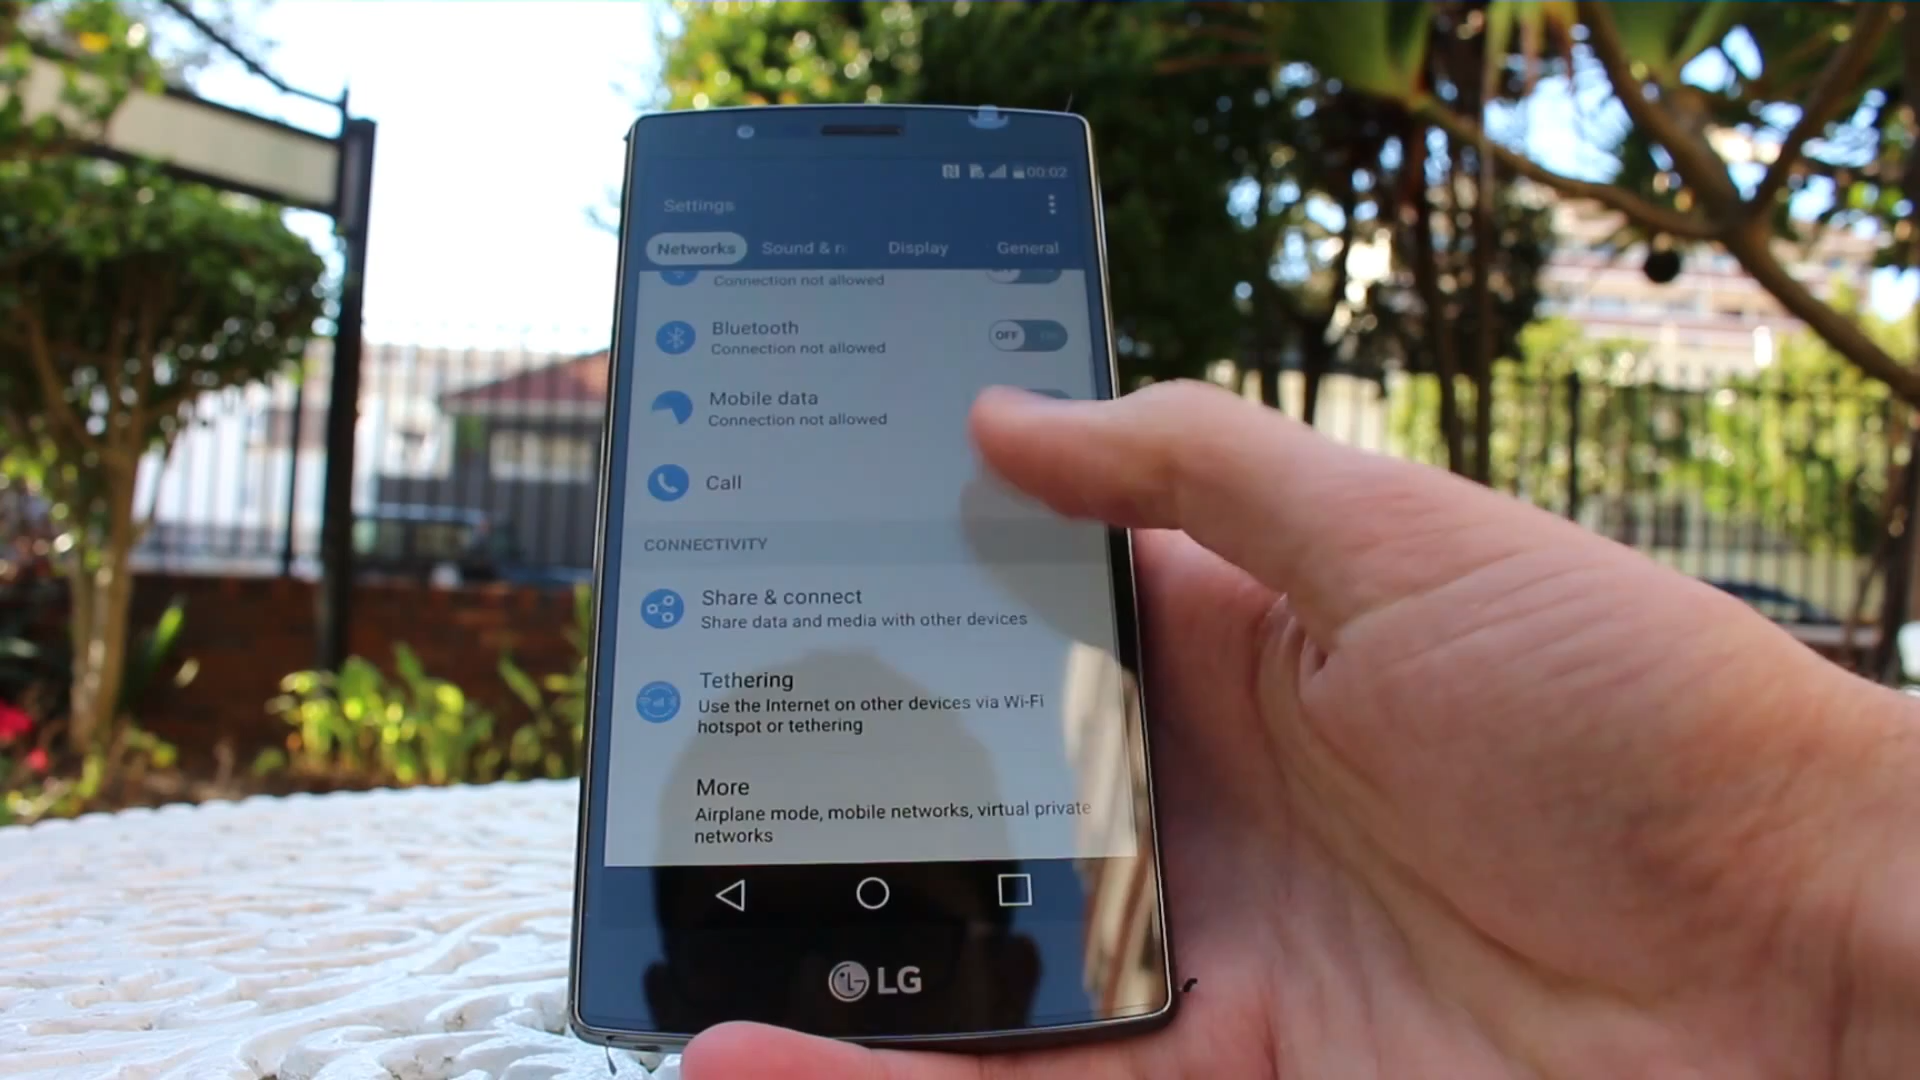 00:02
Settings
Networks Sound & n Display General
Connection not allowed
Bluetooth
Connection not allowed
OFF
Mobile data
Connection not allowed
Call
CONNECTIVITY
Share & connect
Share data and media with other devices
Tethering
Use the Internet on other devices via Wi-Fi
hotspot or tethering
More
Airplane mode, mobile networks, virtual private
networks
LG